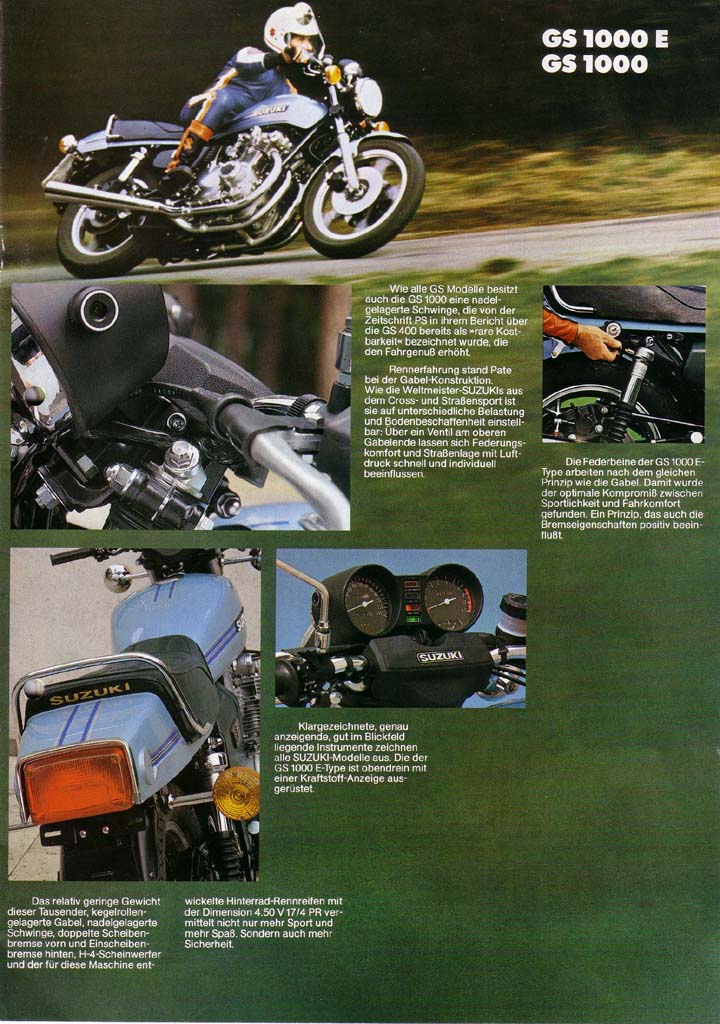 GS 1000 E
GS 1000
SUZUKI
Wie alle GS Modelle besitzt
auch die GS 1000 eine nadel-
gelagerte Schwinge, die von der
Zeitschrift PS in ihrem Bericht über
die GS 400 bereits als »rare Kost-
barkeit« bezeichnet wurde, die
den Fahrgenuß erhöht.
Rennerfahrung stand Pate
bei der Gabel-Konstruktion.
Wie die Weltmeister-SUZUKIs aus
dem Cross- und Straßensport ist
sie auf unterschiedliche Belastung
und Bodenbeschaffenheit einstell-
bar: Über ein Ventil am oberen
Gabelende lassen sich Federungs-
komfort und Straßenlage mit Luft-
druck schnell und individuell
beeinflussen.
Die Federbeine der GS 1000 E-
Type arbeiten nach dem gleichen
Prinzip wie die Gabel. Damit wurde
der optimale Kompromiß zwischen
Sportlichkeit und Fahrkomfort
gefunden. Ein Prinzip, das auch die
Bremseigenschaften positiv beein-
flußt.
SUZUKI
SUZUKI
Klargezeichnete, genau
anzeigende, gut im Blickfeld
liegende Instrumente zeichnen
alle SUZUKI-Modelle aus. Die der
GS 1000 E-Type ist obendrein mit
einer Kraftstoff-Anzeige aus-
gerüstet.
Das relativ geringe Gewicht
dieser Tausender, kegelrollen-
gelagerte Gabel, nadelgelagerte
Schwinge, doppelte Scheiben-
bremse vorn und Einscheiben-
bremse hinten, H-4-Scheinwerfer
und der für diese Maschine ent-
wickelte Hinterrad-Rennreifen mit
der Dimension 4.50 V 17/4 PR ver-
mittelt nicht nur mehr Sport und
mehr Spaß. Sondern auch mehr
Sicherheit.